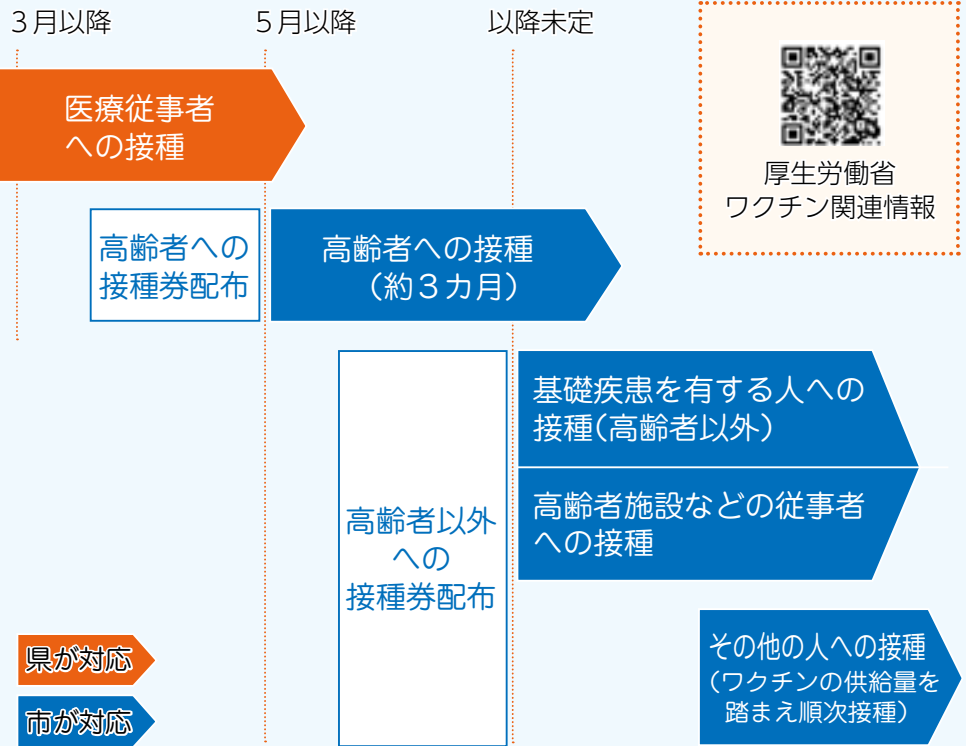 ３月以降
５月以降
以降未定
厚生労働省
ワクチン関連情報
医療従事者
への接種
高齢者への
接種券配布
高齢者への接種
（約３カ月）
高齢者以外
への
接種券配布
基礎疾患を有する人への
接種（高齢者以外）
高齢者施設などの従事者
への接種
その他の人への接種
（ワクチンの供給量を
踏まえ順次接種）
県が対応
市が対応